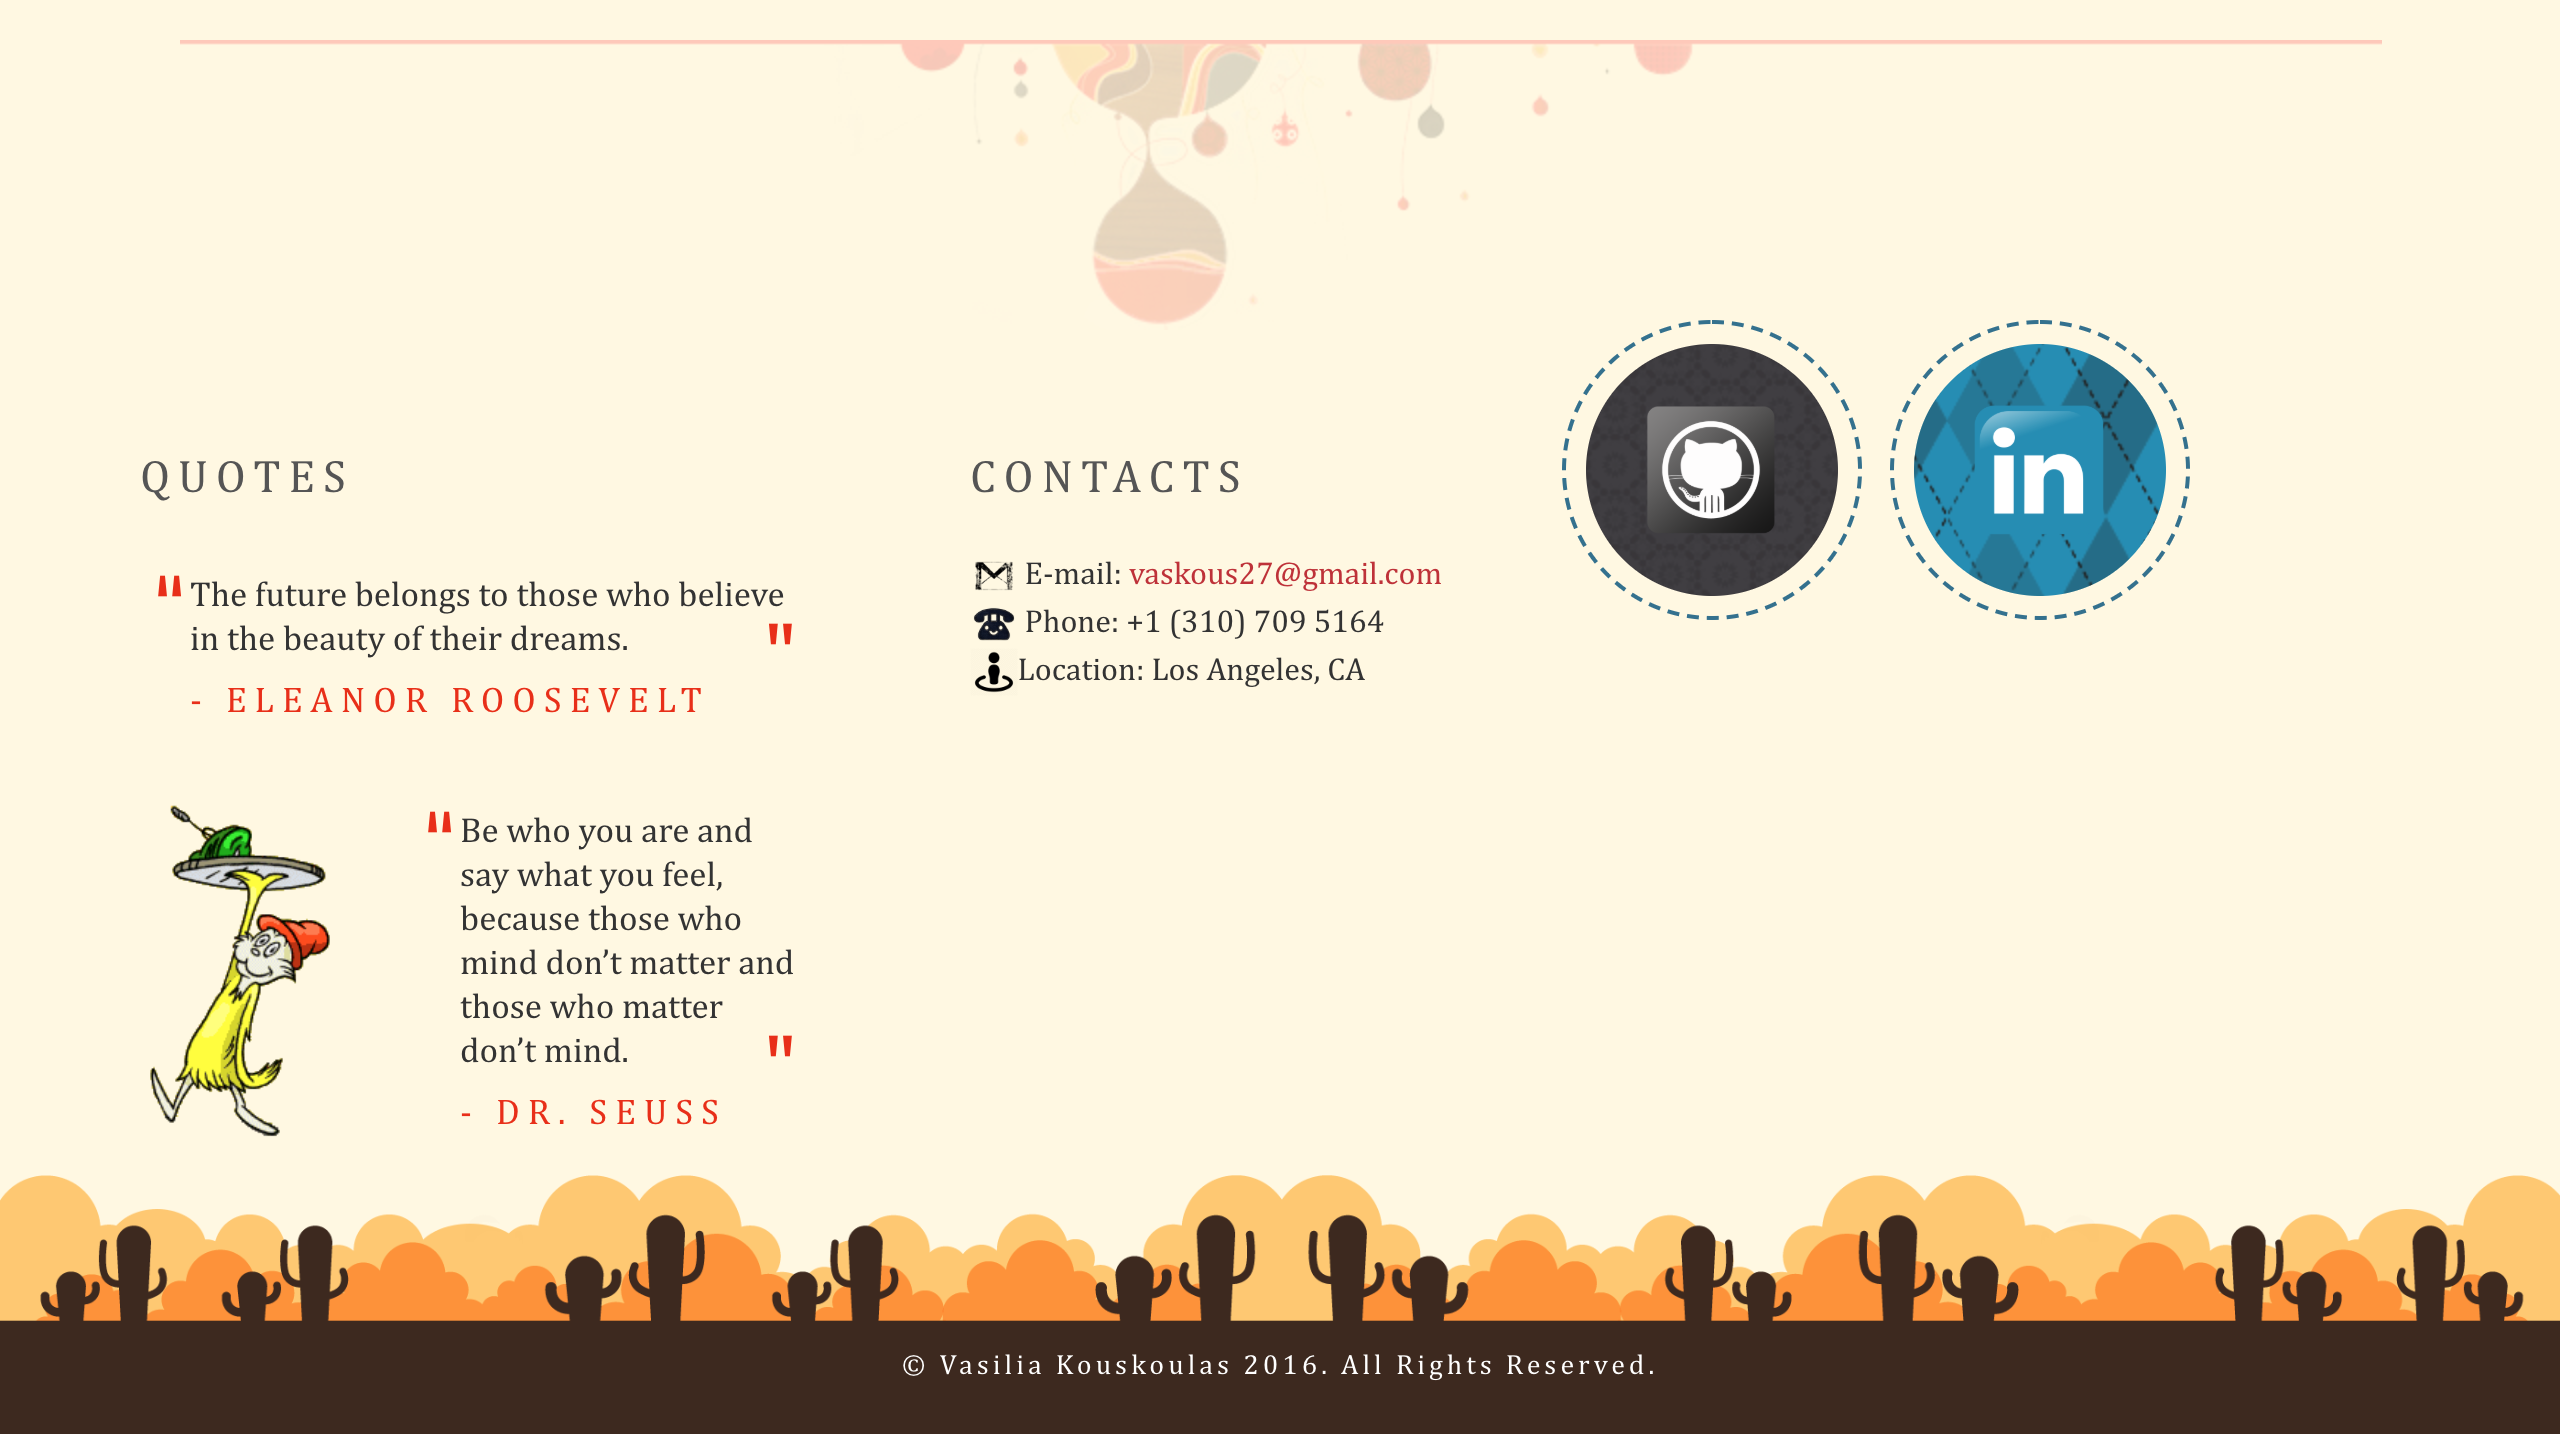 QUOTES
" The future belongs to those who believe
in the beauty of their dreams. "
- ELEANOR ROOSEVELT
" Be who you are and
say what you feel,
because those who
mind don’t matter and
those who matter
don’t mind. "
- DR. SEUSS
CONTACTS
E-mail: vaskous27@gmail.com
Phone: +1 (310) 709 5164
Location: Los Angeles, CA
in
© Vasilia Kouskoulas 2016. All Rights Reserved.